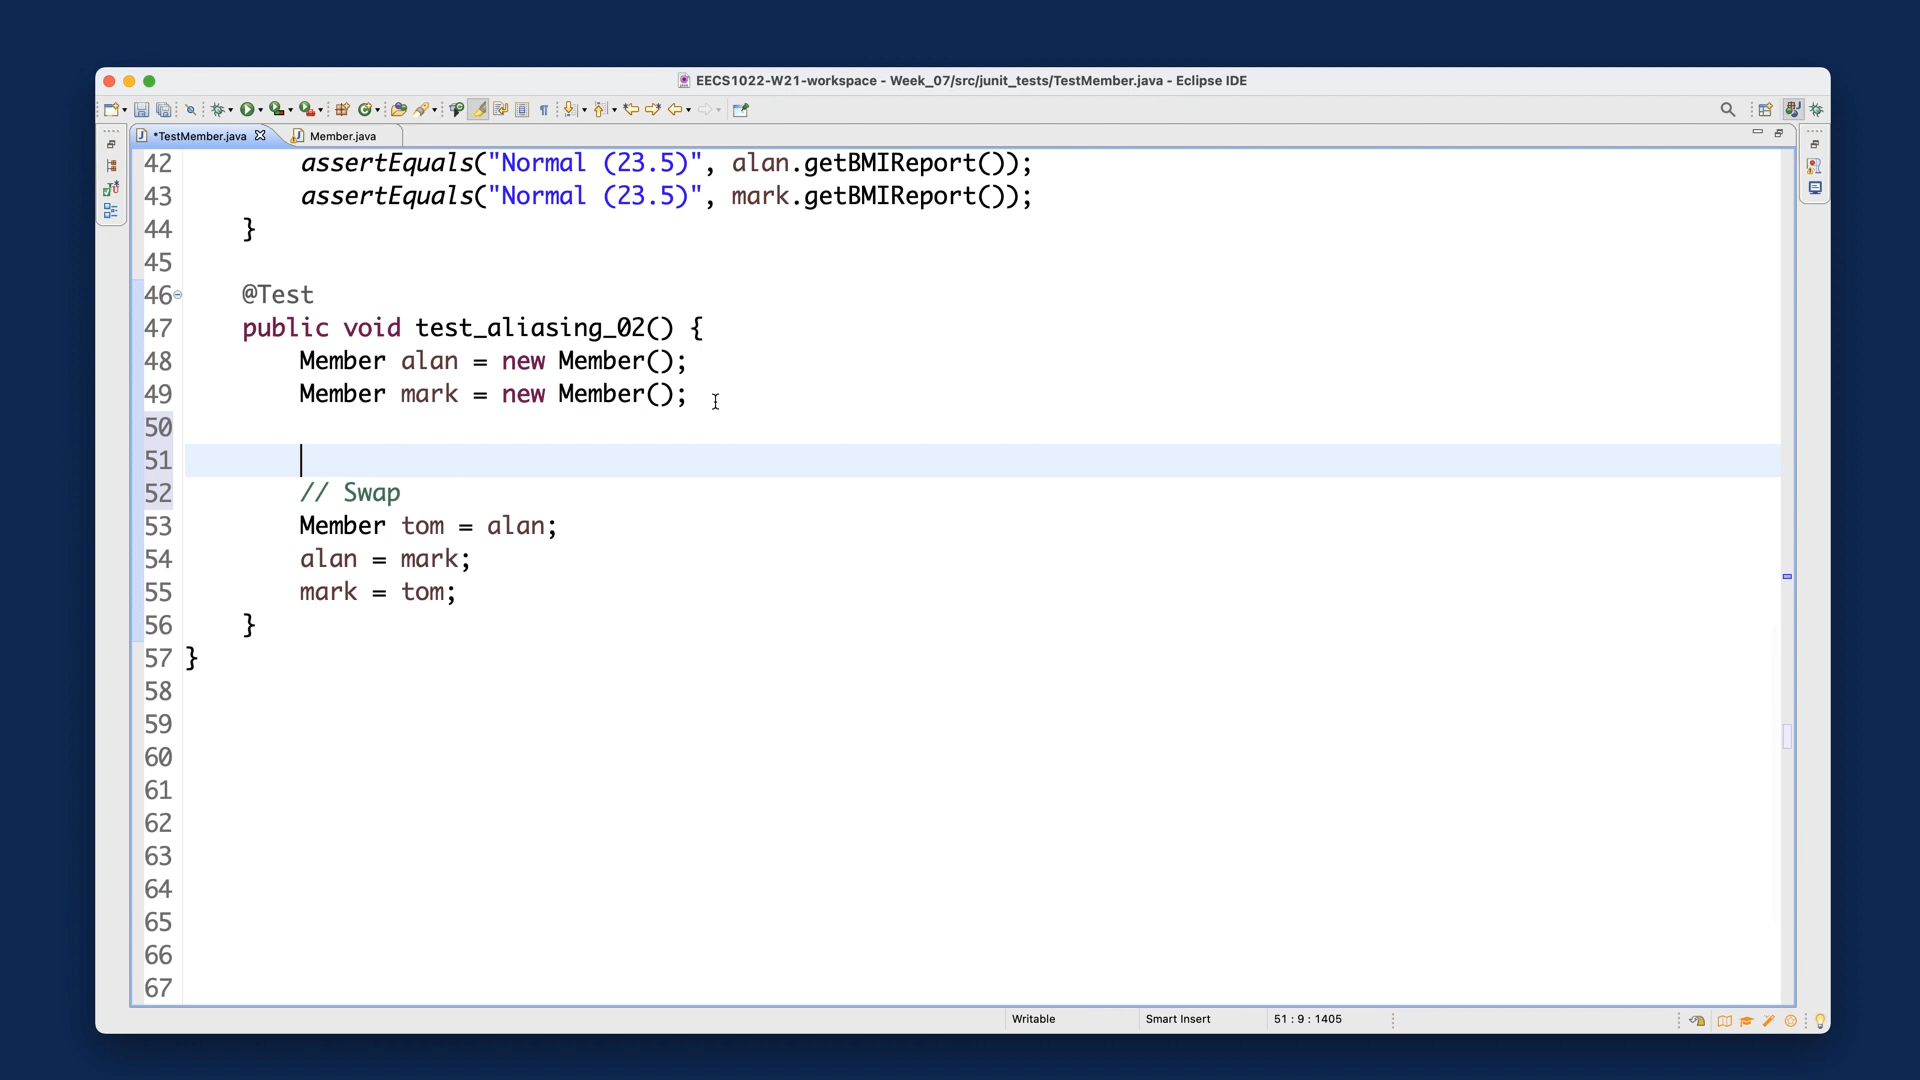 EECS1022-W21-workspace - Week_07/src/junit_tests/TestMember.java - Eclipse IDE
*TestMember.java
Member.java
42 assertEquals("Normal (23.5)", alan.getBMIReport());
43 assertEquals("Normal (23.5)", mark.getBMIReport());
44 }
45
46 @Test
47 public void test_aliasing_02() {
48 Member alan = new Member();
49 Member mark = new Member();
50
51
52 // Swap
53 Member tom = alan;
54 alan = mark;
55 mark = tom;
56 }
57 }
58
59
60
61
62
63
64
65
66
67
Writable Smart Insert 51 : 9 : 1405